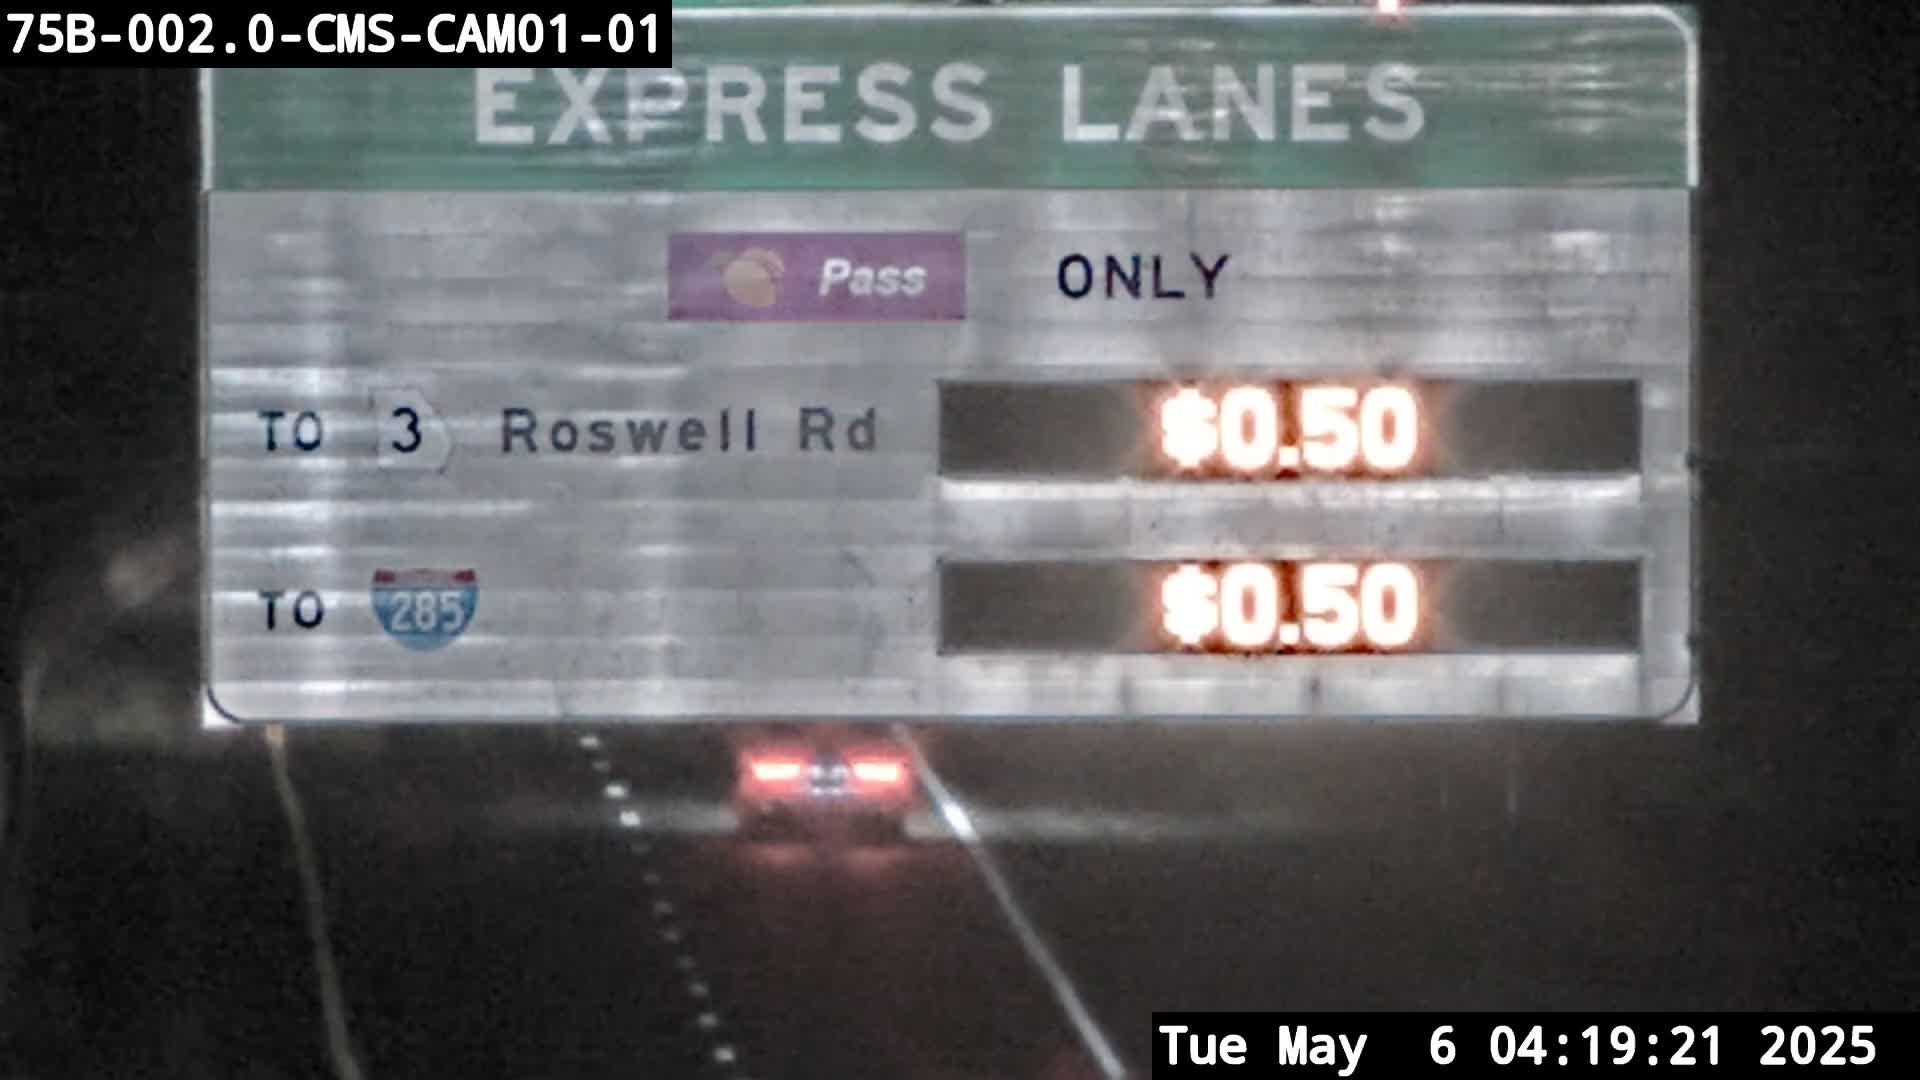 75B-002.0-CMS-CAM01-01
EXPRESS LANES
Pass ONLY
TO 3 Roswell Rd $0.50
TO 285 $0.50
Tue May 6 04:19:21 2025